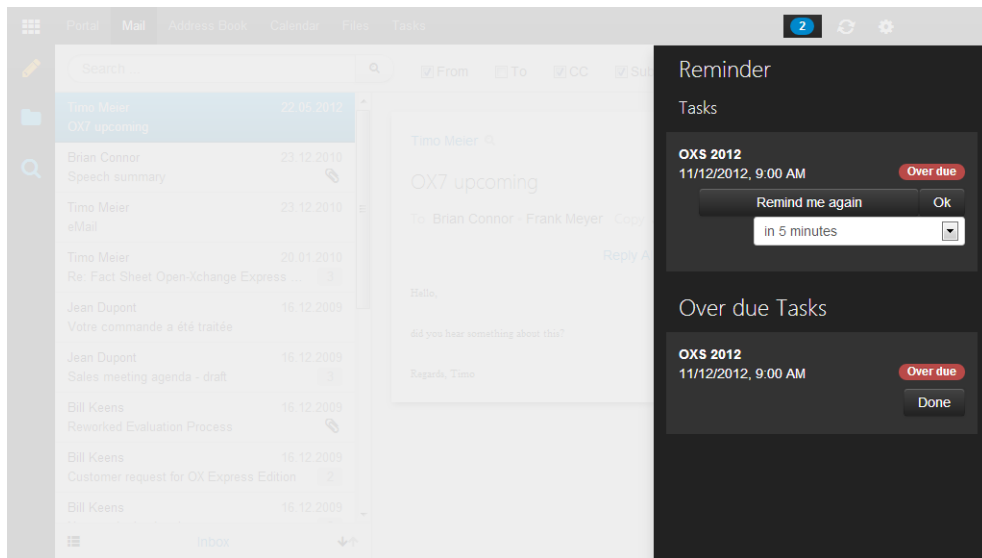 Portal Mail Address Book Calendar Files Tasks
2
Search...
From To CC
Timo Meier 22.05.2012
OX7 upcoming
Brian Connor 23.12.2010
Speech summary
Timo Meier 23.12.2010
eMail
Timo Meier 20.01.2010
Re: Fact Sheet Open-Xchange Express ... 3
Jean Dupont 16.12.2009
Votre commande a été traitée
Jean Dupont 16.12.2009
Sales meeting agenda - draft 3
Bill Keens 16.12.2009
Reworked Evaluation Process
Bill Keens 16.12.2009
Customer request for OX Express Edition 2
Bill Keens 16.12.2009
Inbox
Timo Meier
OX7 upcoming
To: Brian Connor - Frank Meyer Copy
Reply
Hallo,
did you hear something about this?
Regards, Timo
Reminder
Tasks
OXS 2012
11/12/2012, 9:00 AM Over due
Remind me again Ok
in 5 minutes
Over due Tasks
OXS 2012
11/12/2012, 9:00 AM Over due
Done